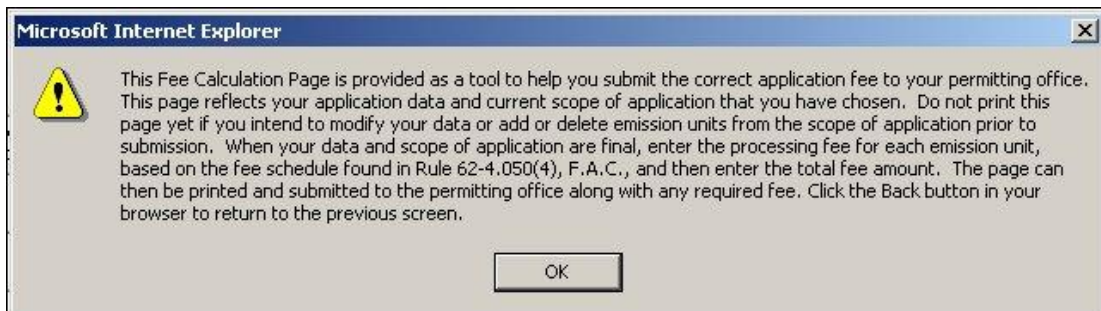 Microsoft Internet Explorer
This Fee Calculation Page is provided as a tool to help you submit the correct application fee to your permitting office.
This page reflects your application data and current scope of application that you have chosen.  Do not print this
page yet if you intend to modify your data or add or delete emission units from the scope of application prior to
submission.  When your data and scope of application are final, enter the processing fee for each emission unit,
based on the fee schedule found in Rule 62-4.050(4), F.A.C., and then enter the total fee amount.  The page can
then be printed and submitted to the permitting office along with any required fee. Click the Back button in your
browser to return to the previous screen.
OK